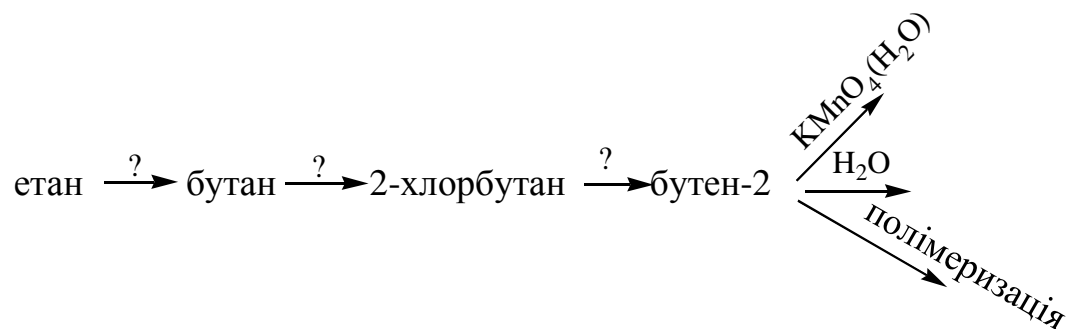 KMnO₄(H₂O)
етан ? бутан ? 2-хлорбутан ? бутен-2 H₂O
полімеризація